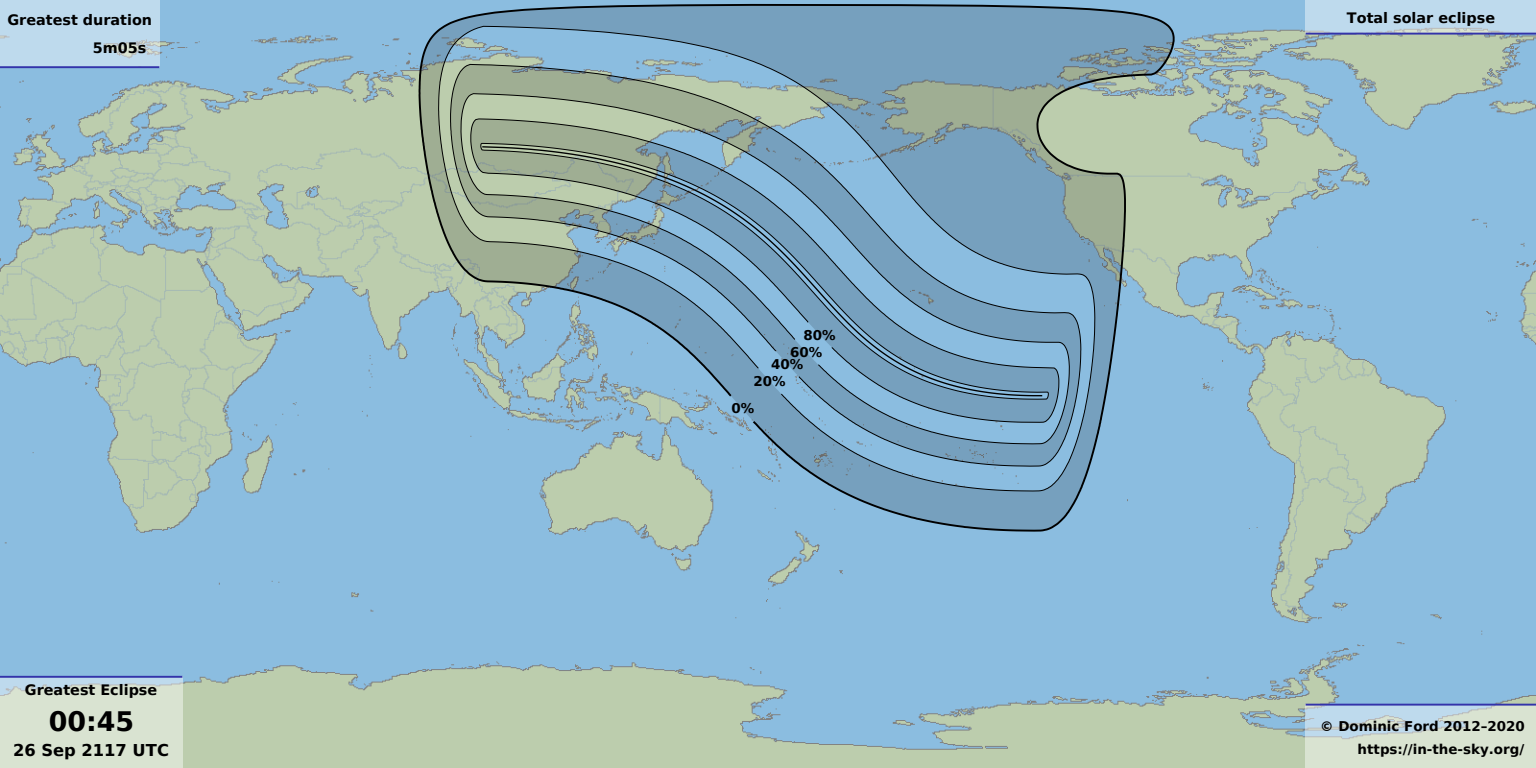 Greatest duration
5m05s
Total solar eclipse
80%
60%
40%
20%
0%
Greatest Eclipse
00:45
26 Sep 2117 UTC
© Dominic Ford 2012–2020
https://in-the-sky.org/